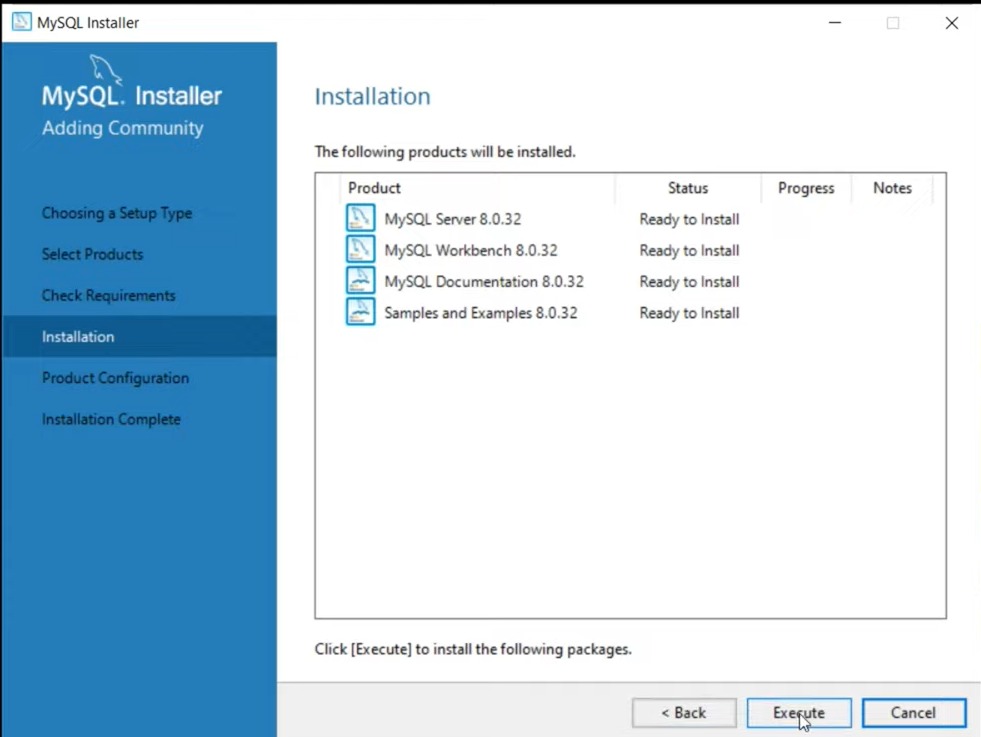 MySQL Installer
MySQL. Installer
Adding Community
Choosing a Setup Type
Select Products
Check Requirements
Installation
Product Configuration
Installation Complete
Installation
The following products will be installed.
Product Status Progress Notes
MySQL Server 8.0.32 Ready to Install
MySQL Workbench 8.0.32 Ready to Install
MySQL Documentation 8.0.32 Ready to Install
Samples and Examples 8.0.32 Ready to Install
Click [Execute] to install the following packages.
< Back Execute Cancel